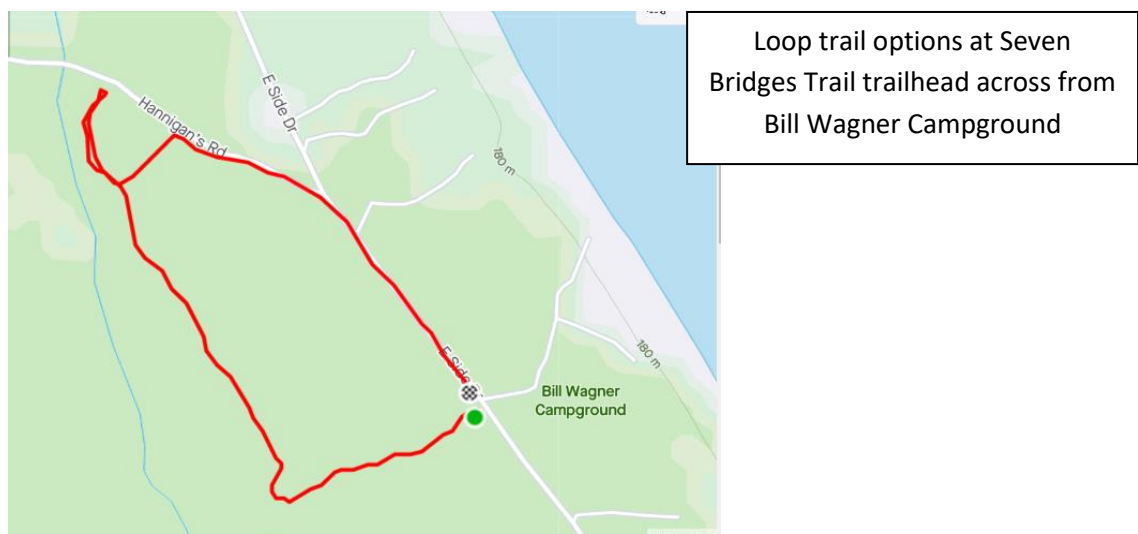 Loop trail options at Seven
Bridges Trail trailhead across from
Bill Wagner Campground
E Side Dr
Hannigan's Rd
180 m
180 m
E Side Dr
Bill Wagner
Campground